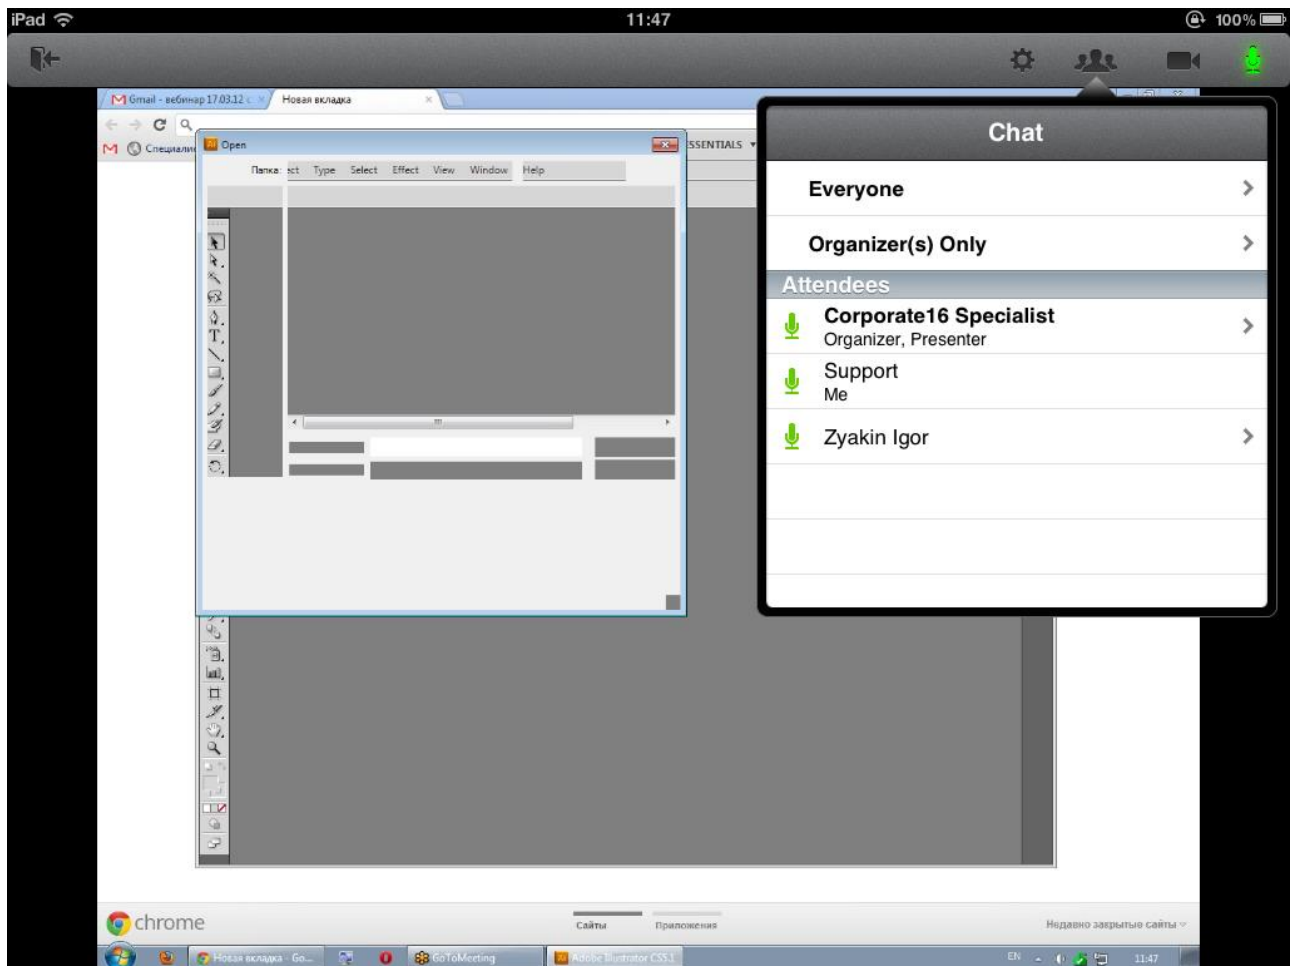 iPad 11:47 100%
Gmail - вебинар 17.03.12 с
Новая вкладка
Chat
Open
SSENTIALS
Папка: ect Type Select Effect View Window Help
Everyone
Organizer(s) Only
Attendees
Corporate16 Specialist
Organizer, Presenter
Support
Me
Zyakin Igor
chrome
Сайты
Приложения
Недавно закрытые сайты
Новая вкладка - Go...
GoToMeeting
Adobe Illustrator CS5.1
EN 11:47